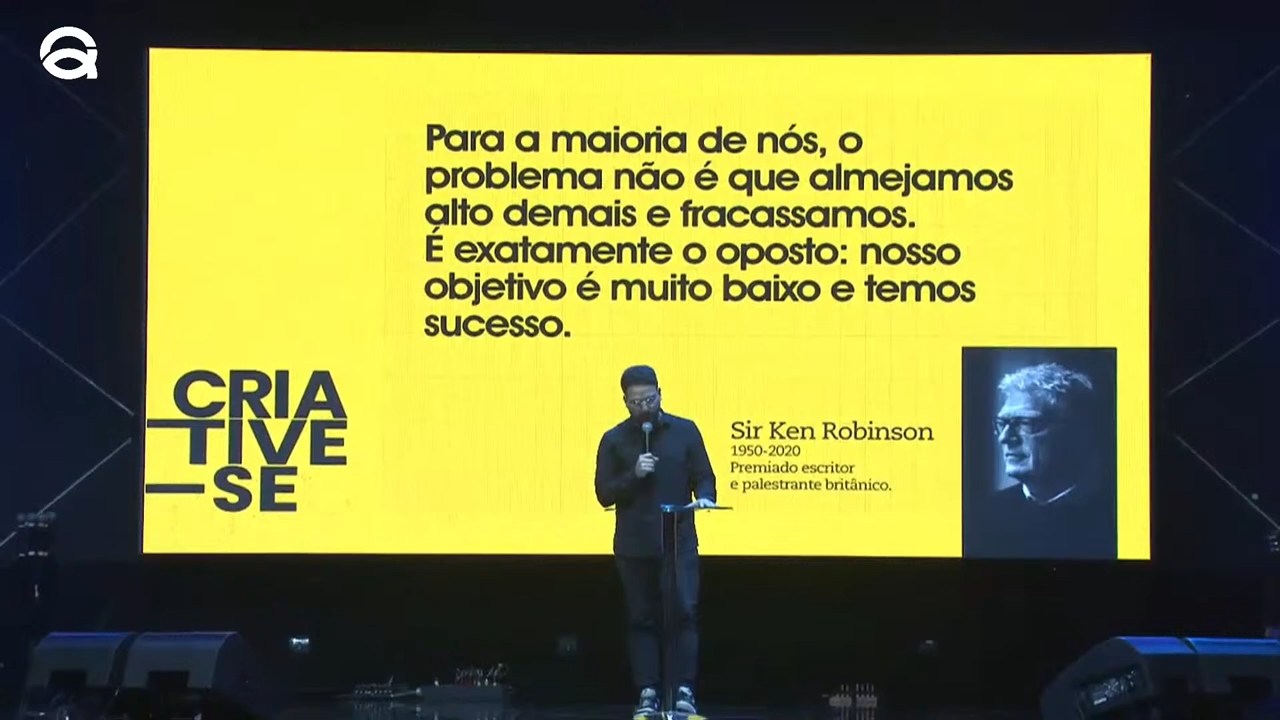 Para a maioria de nós, o
problema não é que almejamos
alto demais e fracassamos.
É exatamente o oposto: nosso
objetivo é muito baixo e temos
sucesso.
CRIA
TIVE
SE
Sir Ken Robinson
1950-2020
Premiado escritor
e palestrante britânico.